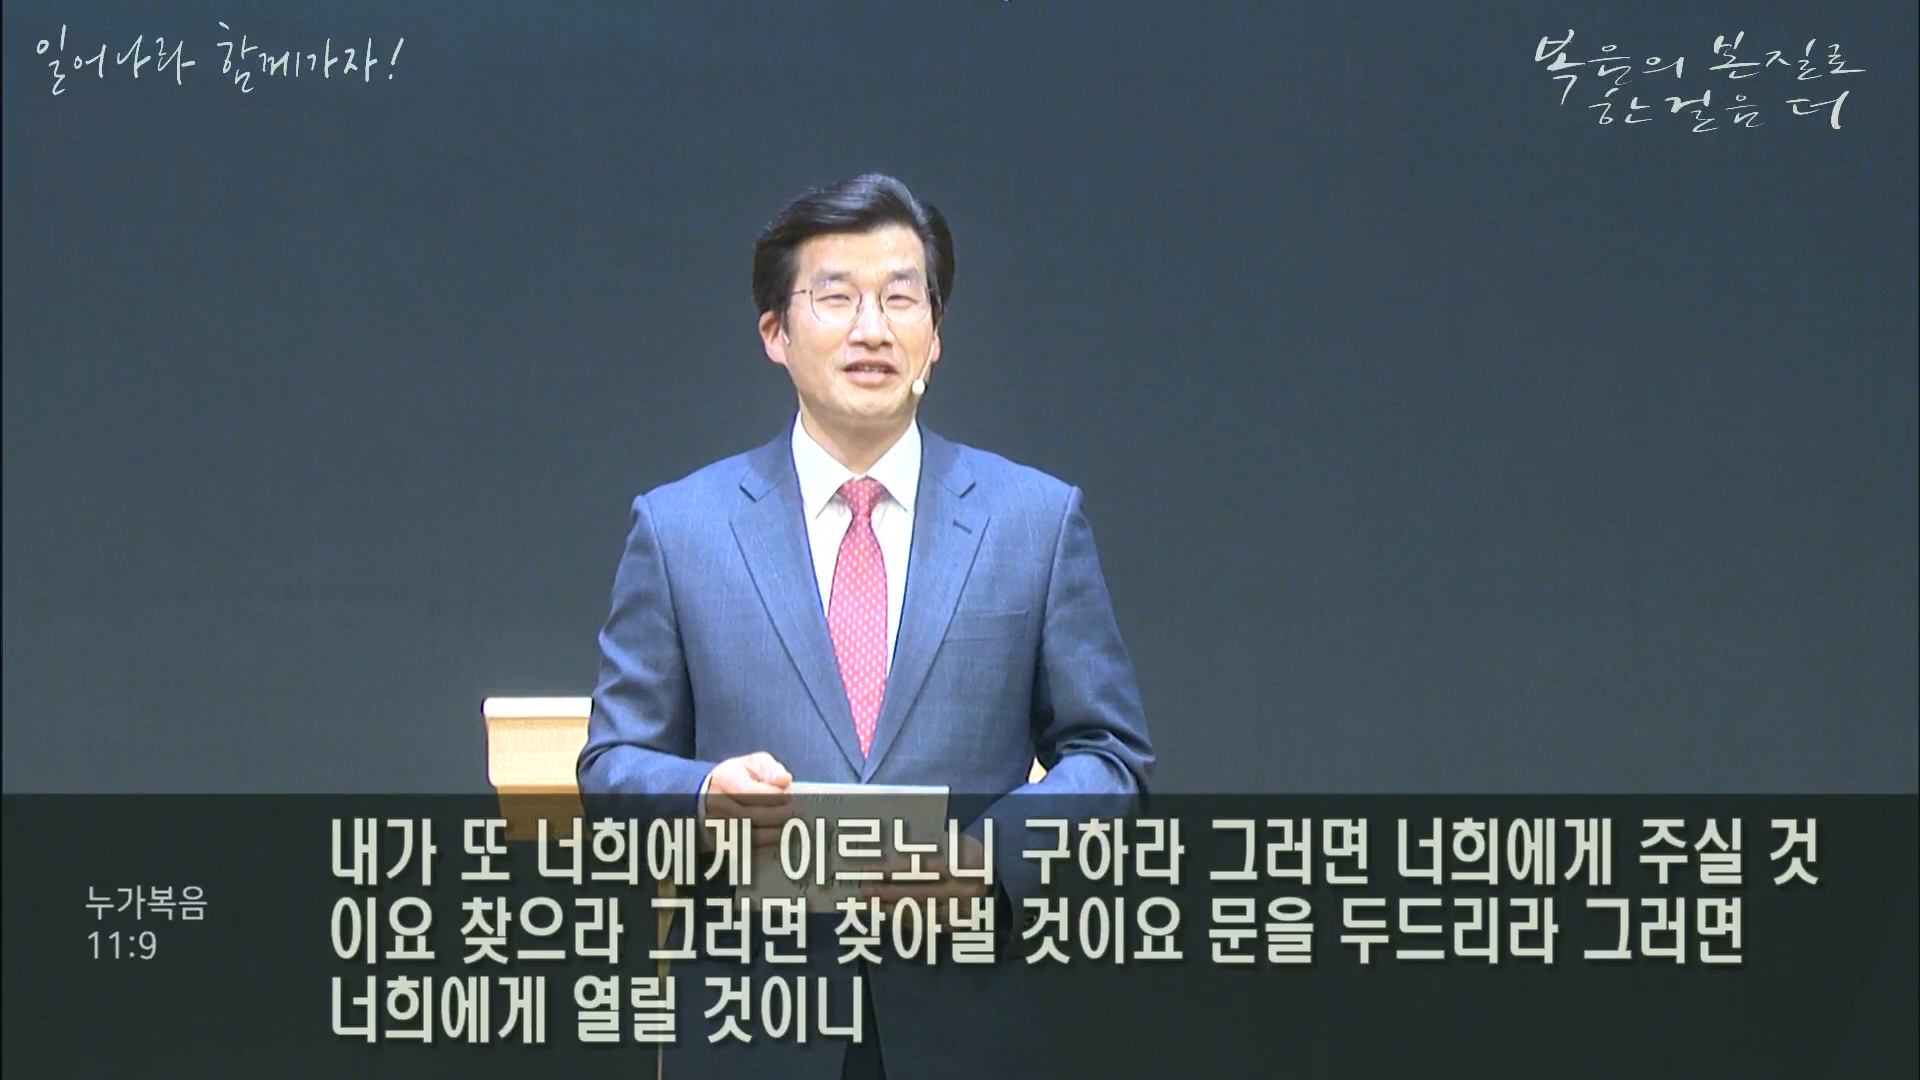 일어나라 함께가자!
복음의 본질로
한걸음 더
누가복음
11:9
내가 또 너희에게 이르노니 구하라 그러면 너희에게 주실 것
이요 찾으라 그러면 찾아낼 것이요 문을 두드리라 그러면
너희에게 열릴 것이니